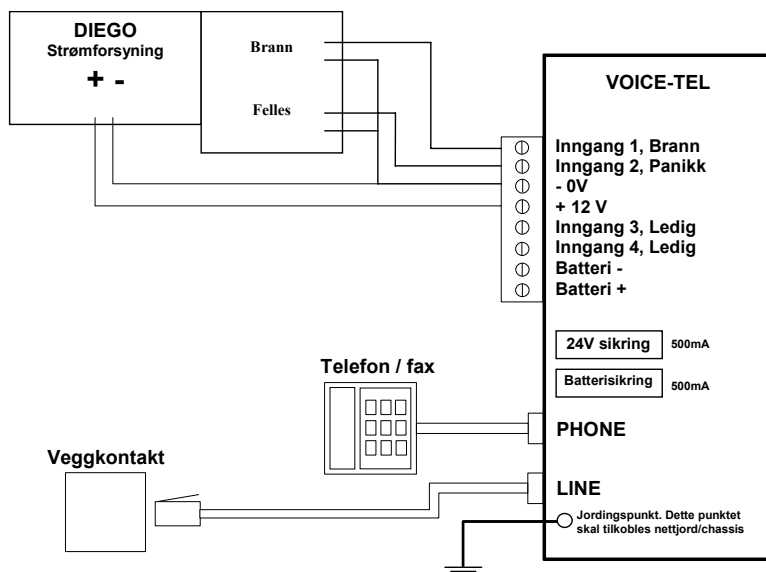 DIEGO
Strømforsyning
+ -
Brann
Felles
VOICE-TEL
Inngang 1, Brann
Inngang 2, Panikk
- 0V
+ 12 V
Inngang 3, Ledig
Inngang 4, Ledig
Batteri -
Batteri +
24V sikring 500mA
Batterisikring 500mA
Telefon / fax
PHONE
Veggkontakt
LINE
Jordingspunkt. Dette punktet
skal tilkobles nettjord/chassis